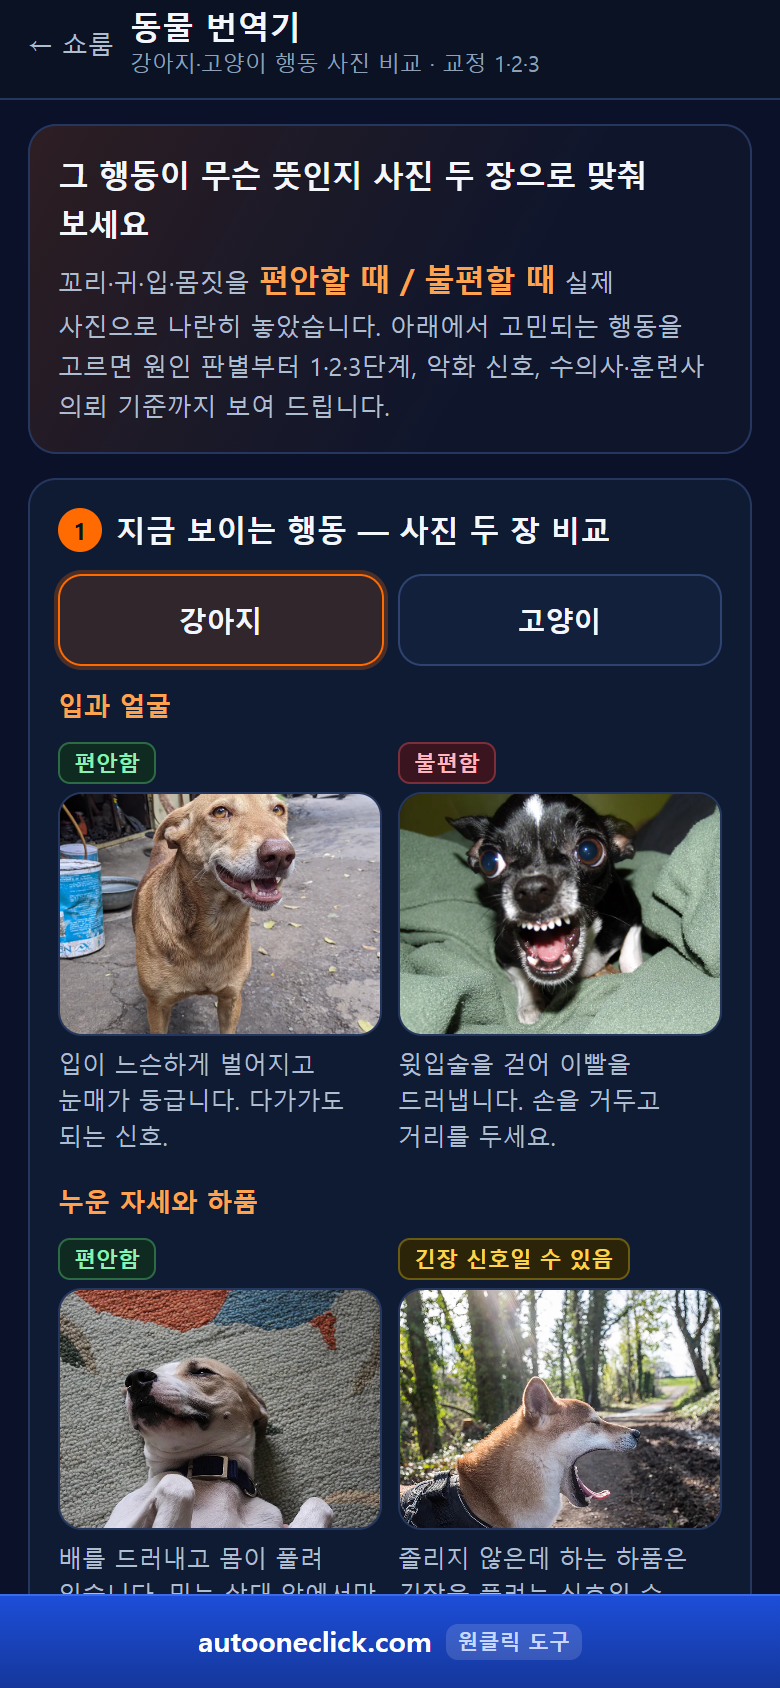 ← 쇼룸
동물 번역기
강아지·고양이 행동 사진 비교 · 교정 1·2·3
그 행동이 무슨 뜻인지 사진 두 장으로 맞춰
보세요
꼬리·귀·입·몸짓을 편안할 때 / 불편할 때 실제
사진으로 나란히 놓았습니다. 아래에서 고민되는 행동을
고르면 원인 판별부터 1·2·3단계, 악화 신호, 수의사·훈련사
의뢰 기준까지 보여 드립니다.
1 지금 보이는 행동 — 사진 두 장 비교
강아지
고양이
입과 얼굴
편안함
불편함
입이 느슨하게 벌어지고
눈매가 둥급니다. 다가가도
되는 신호.
윗입술을 걷어 이빨을
드러냅니다. 손을 거두고
거리를 두세요.
누운 자세와 하품
편안함
긴장 신호일 수 있음
배를 드러내고 몸이 풀려
졸리지 않은데 하는 하품은
autooneclick.com 원클릭 도구